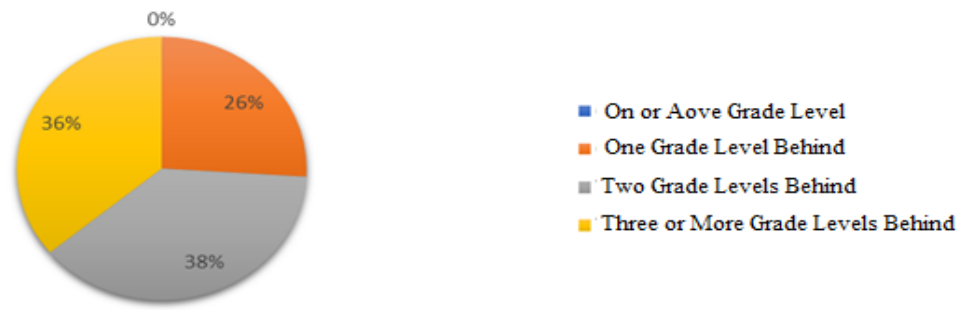 0%
26%
36%
38%
On or Aove Grade Level
One Grade Level Behind
Two Grade Levels Behind
Three or More Grade Levels Behind